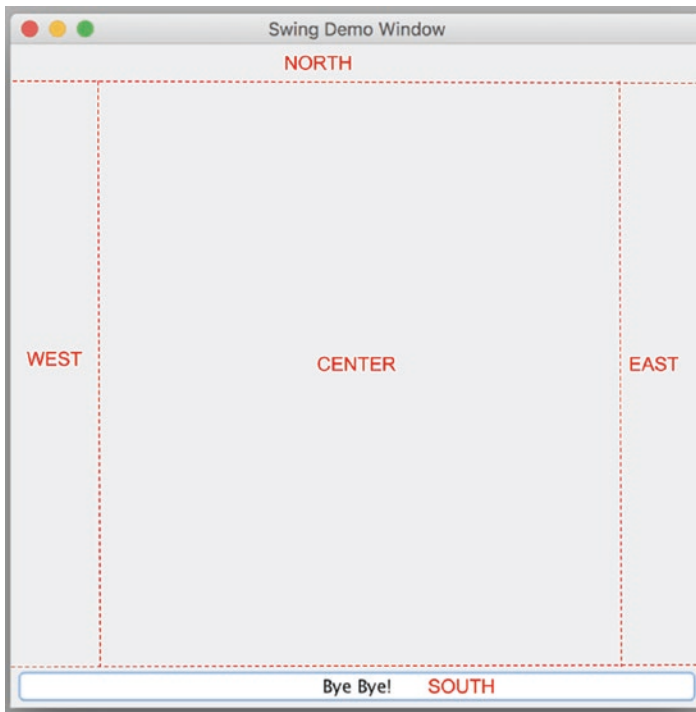 Swing Demo Window
NORTH
WEST
CENTER
EAST
Bye Bye!
SOUTH